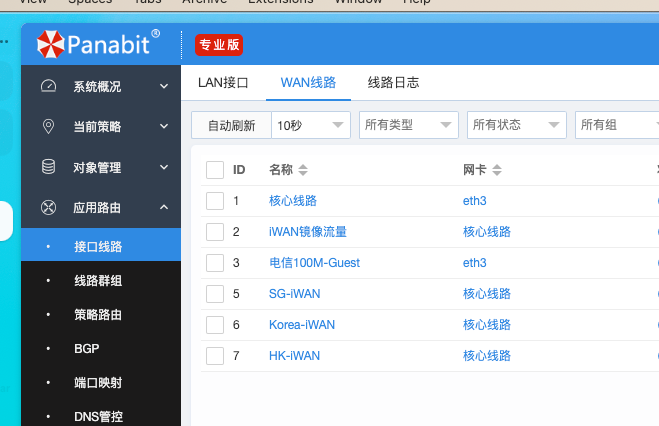 View Spaces Tabs Archive Extensions Window Help
Panabit® 专业版
系统概况
当前策略
对象管理
应用路由
接口线路
线路群组
策略路由
BGP
端口映射
DNS管控
LAN接口 WAN线路 线路日志
自动刷新 10秒 所有类型 所有状态 所有组
ID 名称 网卡
1 核心线路 eth3
2 iWAN镜像流量 核心线路
3 电信100M-Guest eth3
5 SG-iWAN 核心线路
6 Korea-iWAN 核心线路
7 HK-iWAN 核心线路